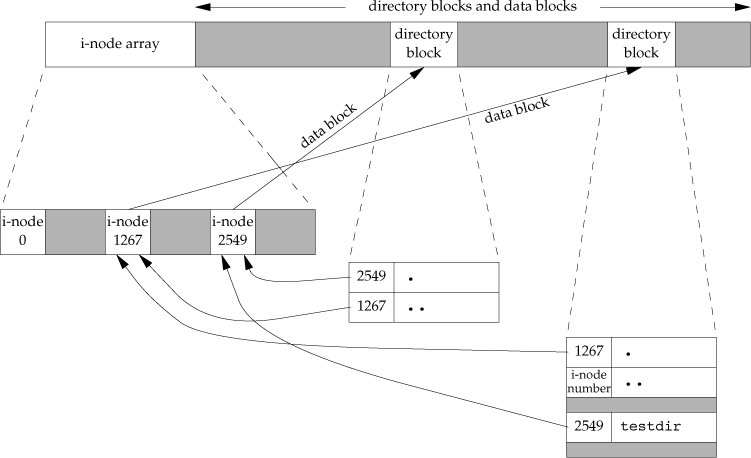 directory blocks and data blocks
i-node array
directory
block
directory
block
data block
data block
i-node
0
i-node
1267
i-node
2549
2549 .
1267 ..
1267 .
i-node
number ..
2549 testdir